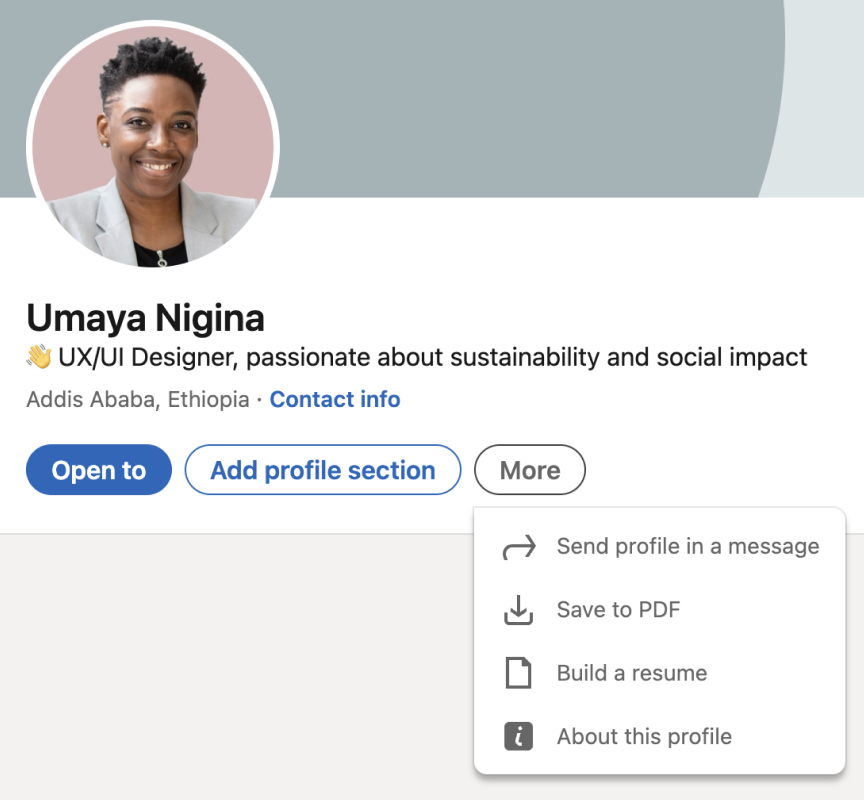 Umaya Nigina
👋 UX/UI Designer, passionate about sustainability and social impact
Addis Ababa, Ethiopia · Contact info
Open to Add profile section More
Send profile in a message
Save to PDF
Build a resume
About this profile